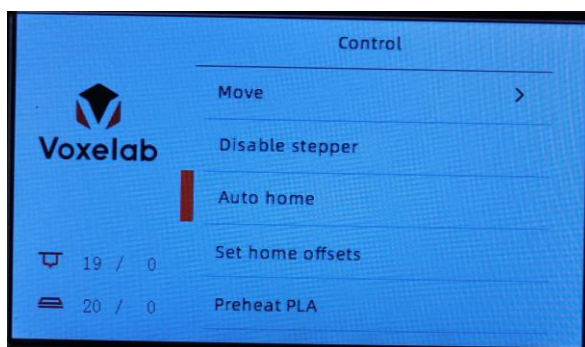 Control
Move >
Voxelab
Disable stepper
Auto home
Set home offsets
19 / 0
Preheat PLA
20 / 0